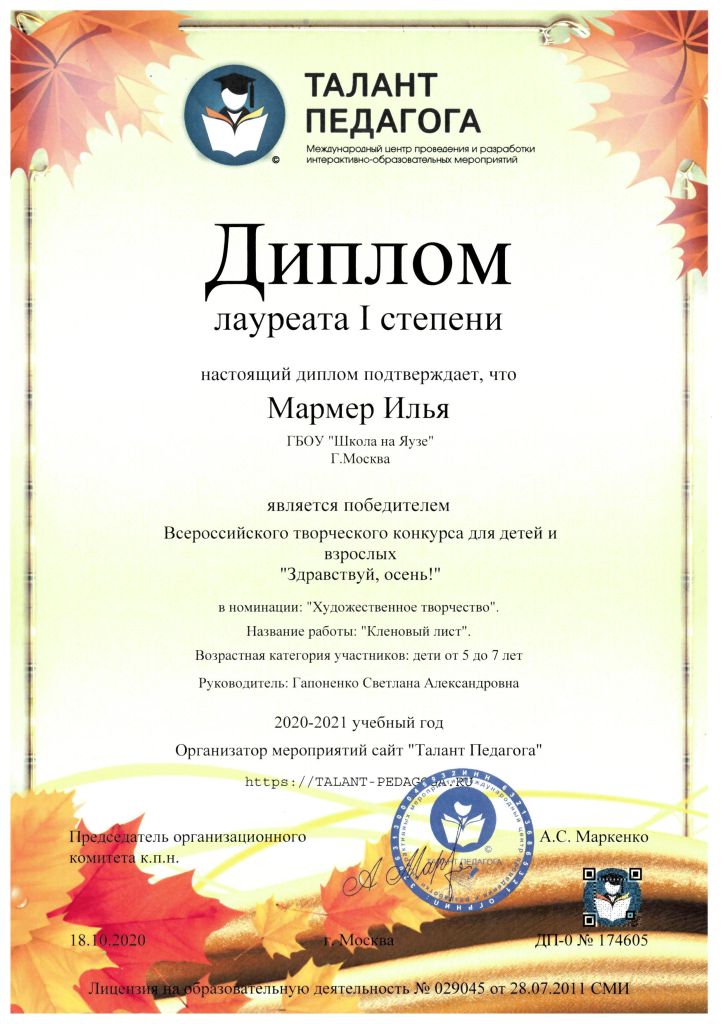 ТАЛАНТ
ПЕДАГОГА
Международный центр проведения и разработки
интерактивно-образовательных мероприятий
©
Диплом
лауреата I степени
настоящий диплом подтверждает, что
Мармер Илья
ГБОУ "Школа на Яузе"
Г.Москва
является победителем
Всероссийского творческого конкурса для детей и
взрослых
"Здравствуй, осень!"
в номинации: "Художественное творчество".
Название работы: "Кленовый лист".
Возрастная категория участников: дети от 5 до 7 лет
Руководитель: Гапоненко Светлана Александровна
2020-2021 учебный год
Организатор мероприятий сайт "Талант Педагога"
https://TALANT-PEDAGOGA.RU
Председатель организационного
комитета к.п.н.
ТАЛАНТ ПЕДАГОГА
©
А.С. Маркенко
18.10.2020
г. Москва
ДП-0 № 174605
Лицензия на образовательную деятельность № 029045 от 28.07.2011 СМИ